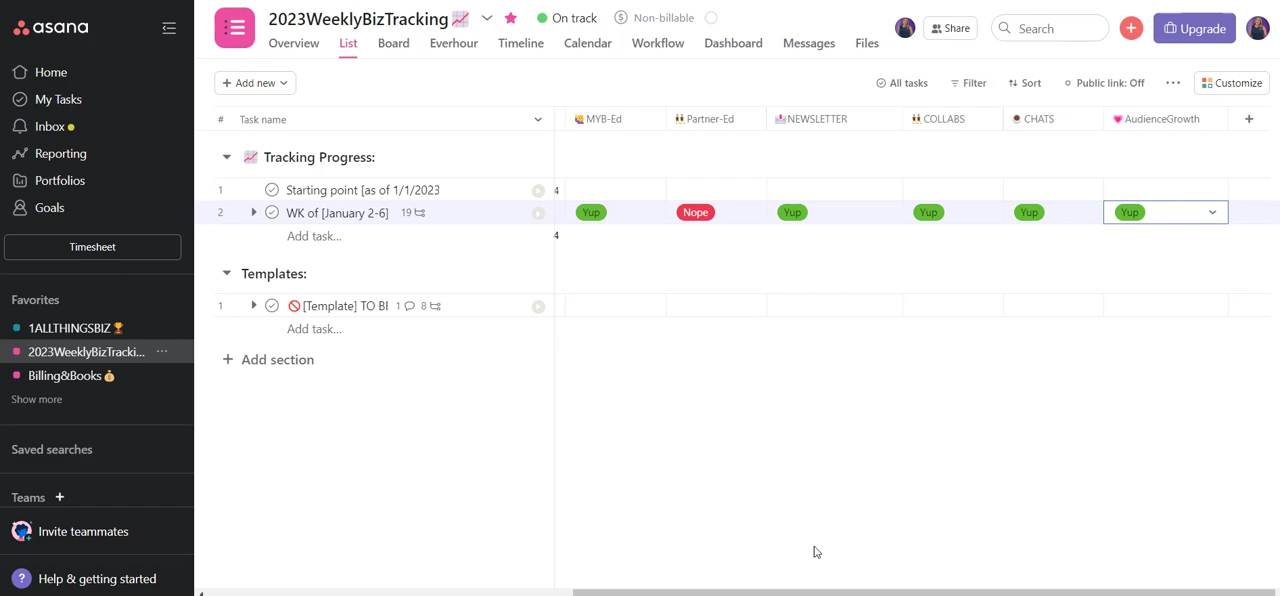 asana
Home
My Tasks
Inbox
Reporting
Portfolios
Goals
Timesheet
Favorites
1ALLTHINGSBIZ🏆
2023WeeklyBizTracki... ...
Billing&Books💰
Show more
Saved searches
Teams +
Invite teammates
? Help & getting started
2023WeeklyBizTracking📈 On track $ Non-billable
Overview List Board Everhour Timeline Calendar Workflow Dashboard Messages Files
Share Search + Upgrade
+ Add new All tasks Filter Sort Public link: Off ... Customize
# Task name 🙋MYB-Ed 👯Partner-Ed 📩NEWSLETTER 👯COLLABS ☕CHATS 💗AudienceGrowth +
📈 Tracking Progress:
1 Starting point [as of 1/1/2023 4
2 WK of [January 2-6] 19 Yup Nope Yup Yup Yup Yup
Add task... 4
Templates:
1 🚫[Template] TO BE 1 8
Add task...
+ Add section